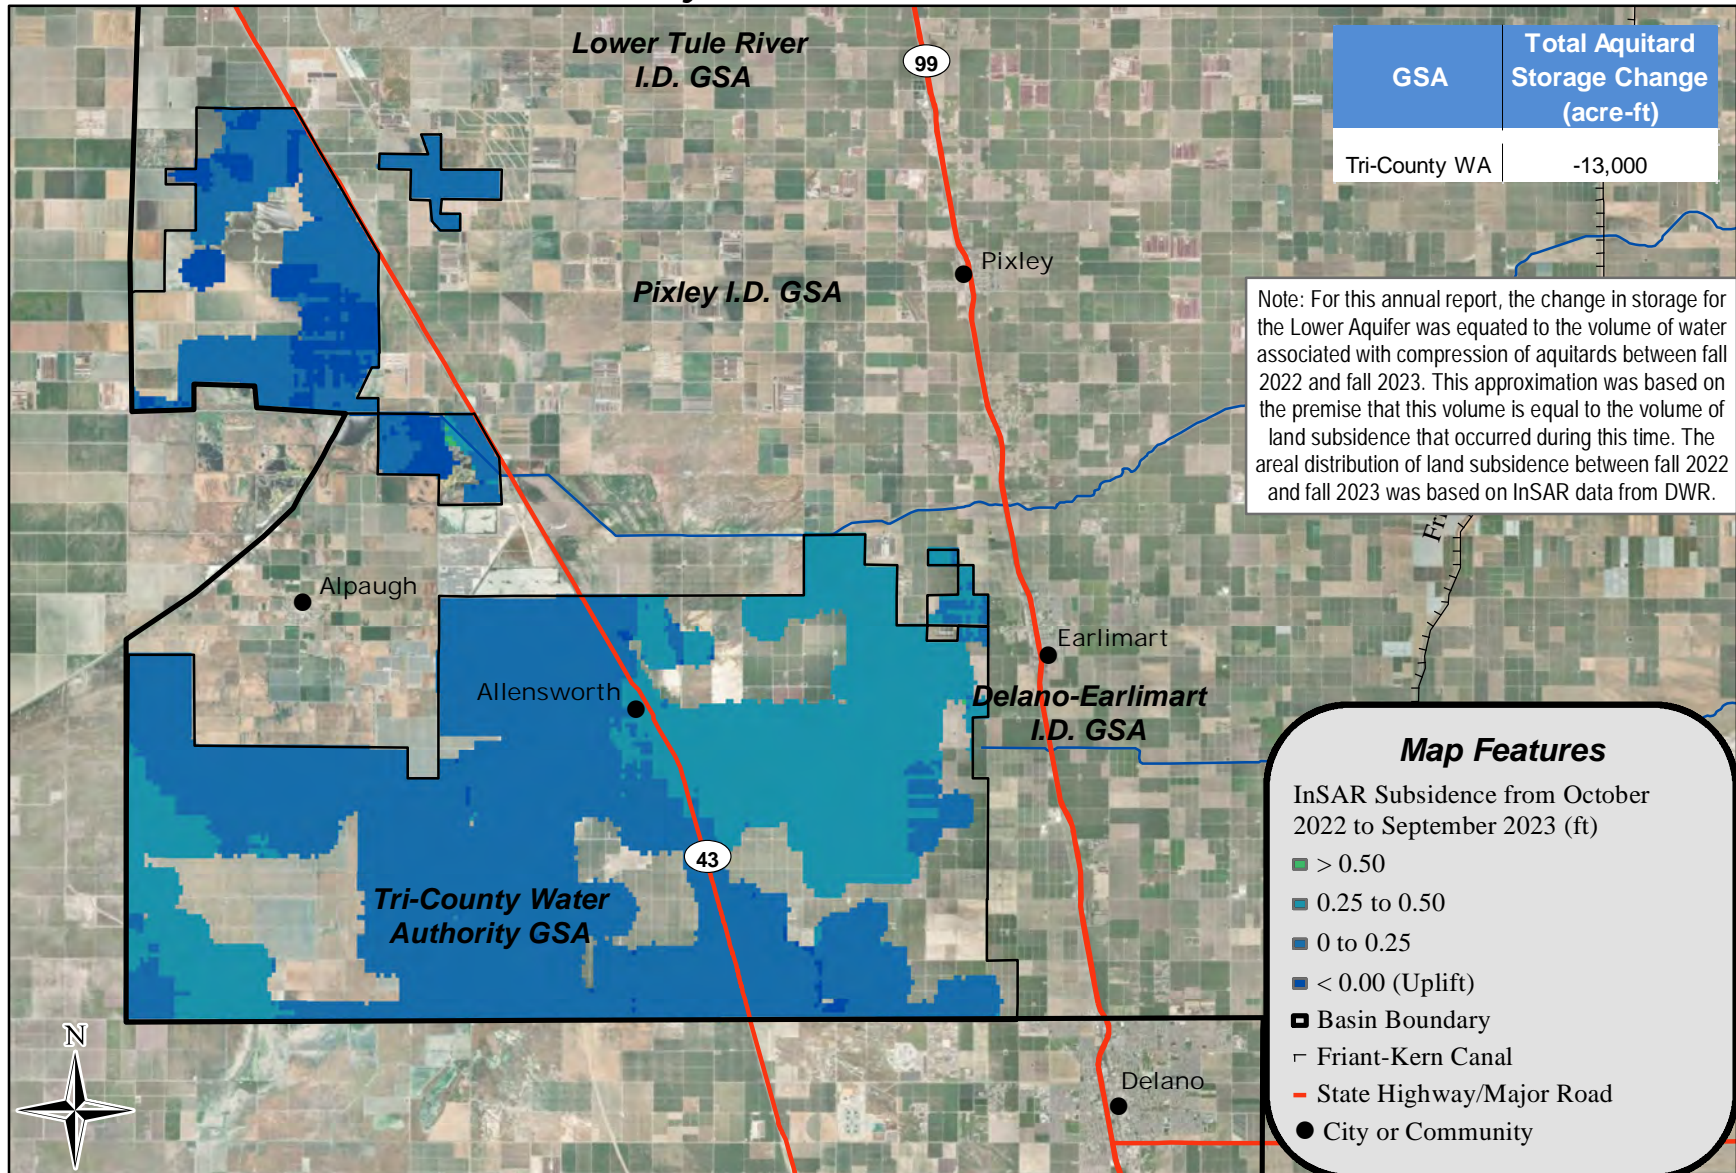 Lower Tule River
I.D. GSA
99
GSA
Total Aquitard
Storage Change
(acre-ft)
Tri-County WA
-13,000
Pixley
Pixley I.D. GSA
Note: For this annual report, the change in storage for
the Lower Aquifer was equated to the volume of water
associated with compression of aquitards between fall
2022 and fall 2023. This approximation was based on
the premise that this volume is equal to the volume of
land subsidence that occurred during this time. The
areal distribution of land subsidence between fall 2022
and fall 2023 was based on InSAR data from DWR.
Alpaugh
Earlimart
Allensworth
Delano-Earlimart
I.D. GSA
43
Tri-County Water
Authority GSA
Map Features
InSAR Subsidence from October
2022 to September 2023 (ft)
> 0.50
0.25 to 0.50
0 to 0.25
< 0.00 (Uplift)
Basin Boundary
Friant-Kern Canal
State Highway/Major Road
City or Community
N
Delano